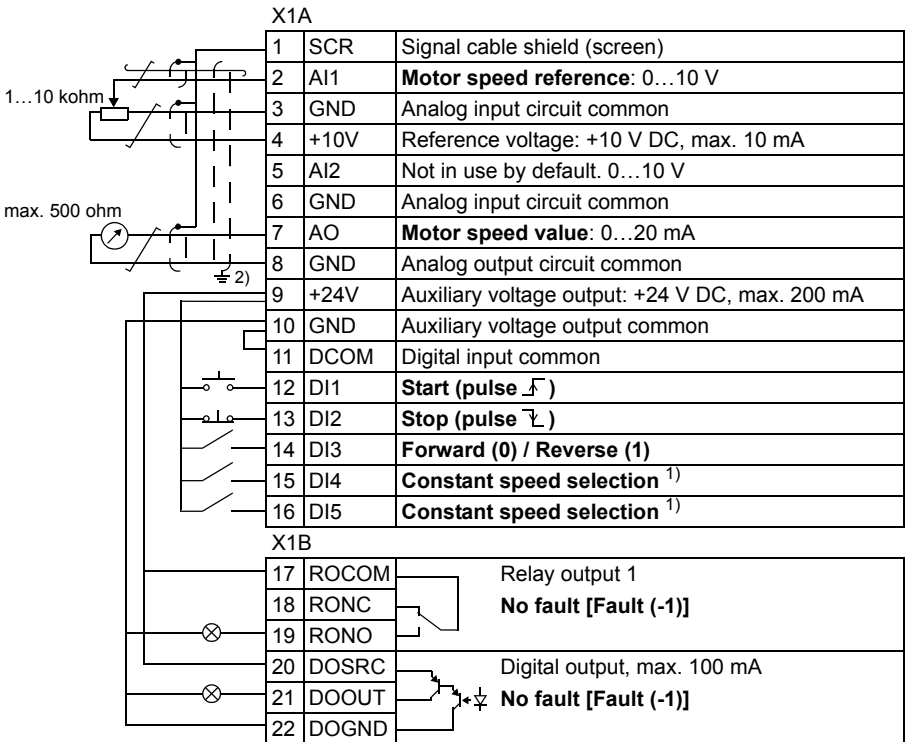 X1A
1 SCR Signal cable shield (screen)
2 AI1 Motor speed reference: 0…10 V
1…10 kohm
3 GND Analog input circuit common
4 +10V Reference voltage: +10 V DC, max. 10 mA
5 AI2 Not in use by default. 0…10 V
6 GND Analog input circuit common
max. 500 ohm
7 AO Motor speed value: 0…20 mA
8 GND Analog output circuit common
2)
9 +24V Auxiliary voltage output: +24 V DC, max. 200 mA
10 GND Auxiliary voltage output common
11 DCOM Digital input common
12 DI1 Start (pulse )
13 DI2 Stop (pulse )
14 DI3 Forward (0) / Reverse (1)
15 DI4 Constant speed selection 1)
16 DI5 Constant speed selection 1)
X1B
17 ROCOM Relay output 1
18 RONC No fault [Fault (-1)]
19 RONO
20 DOSRC Digital output, max. 100 mA
21 DOOUT No fault [Fault (-1)]
22 DOGND